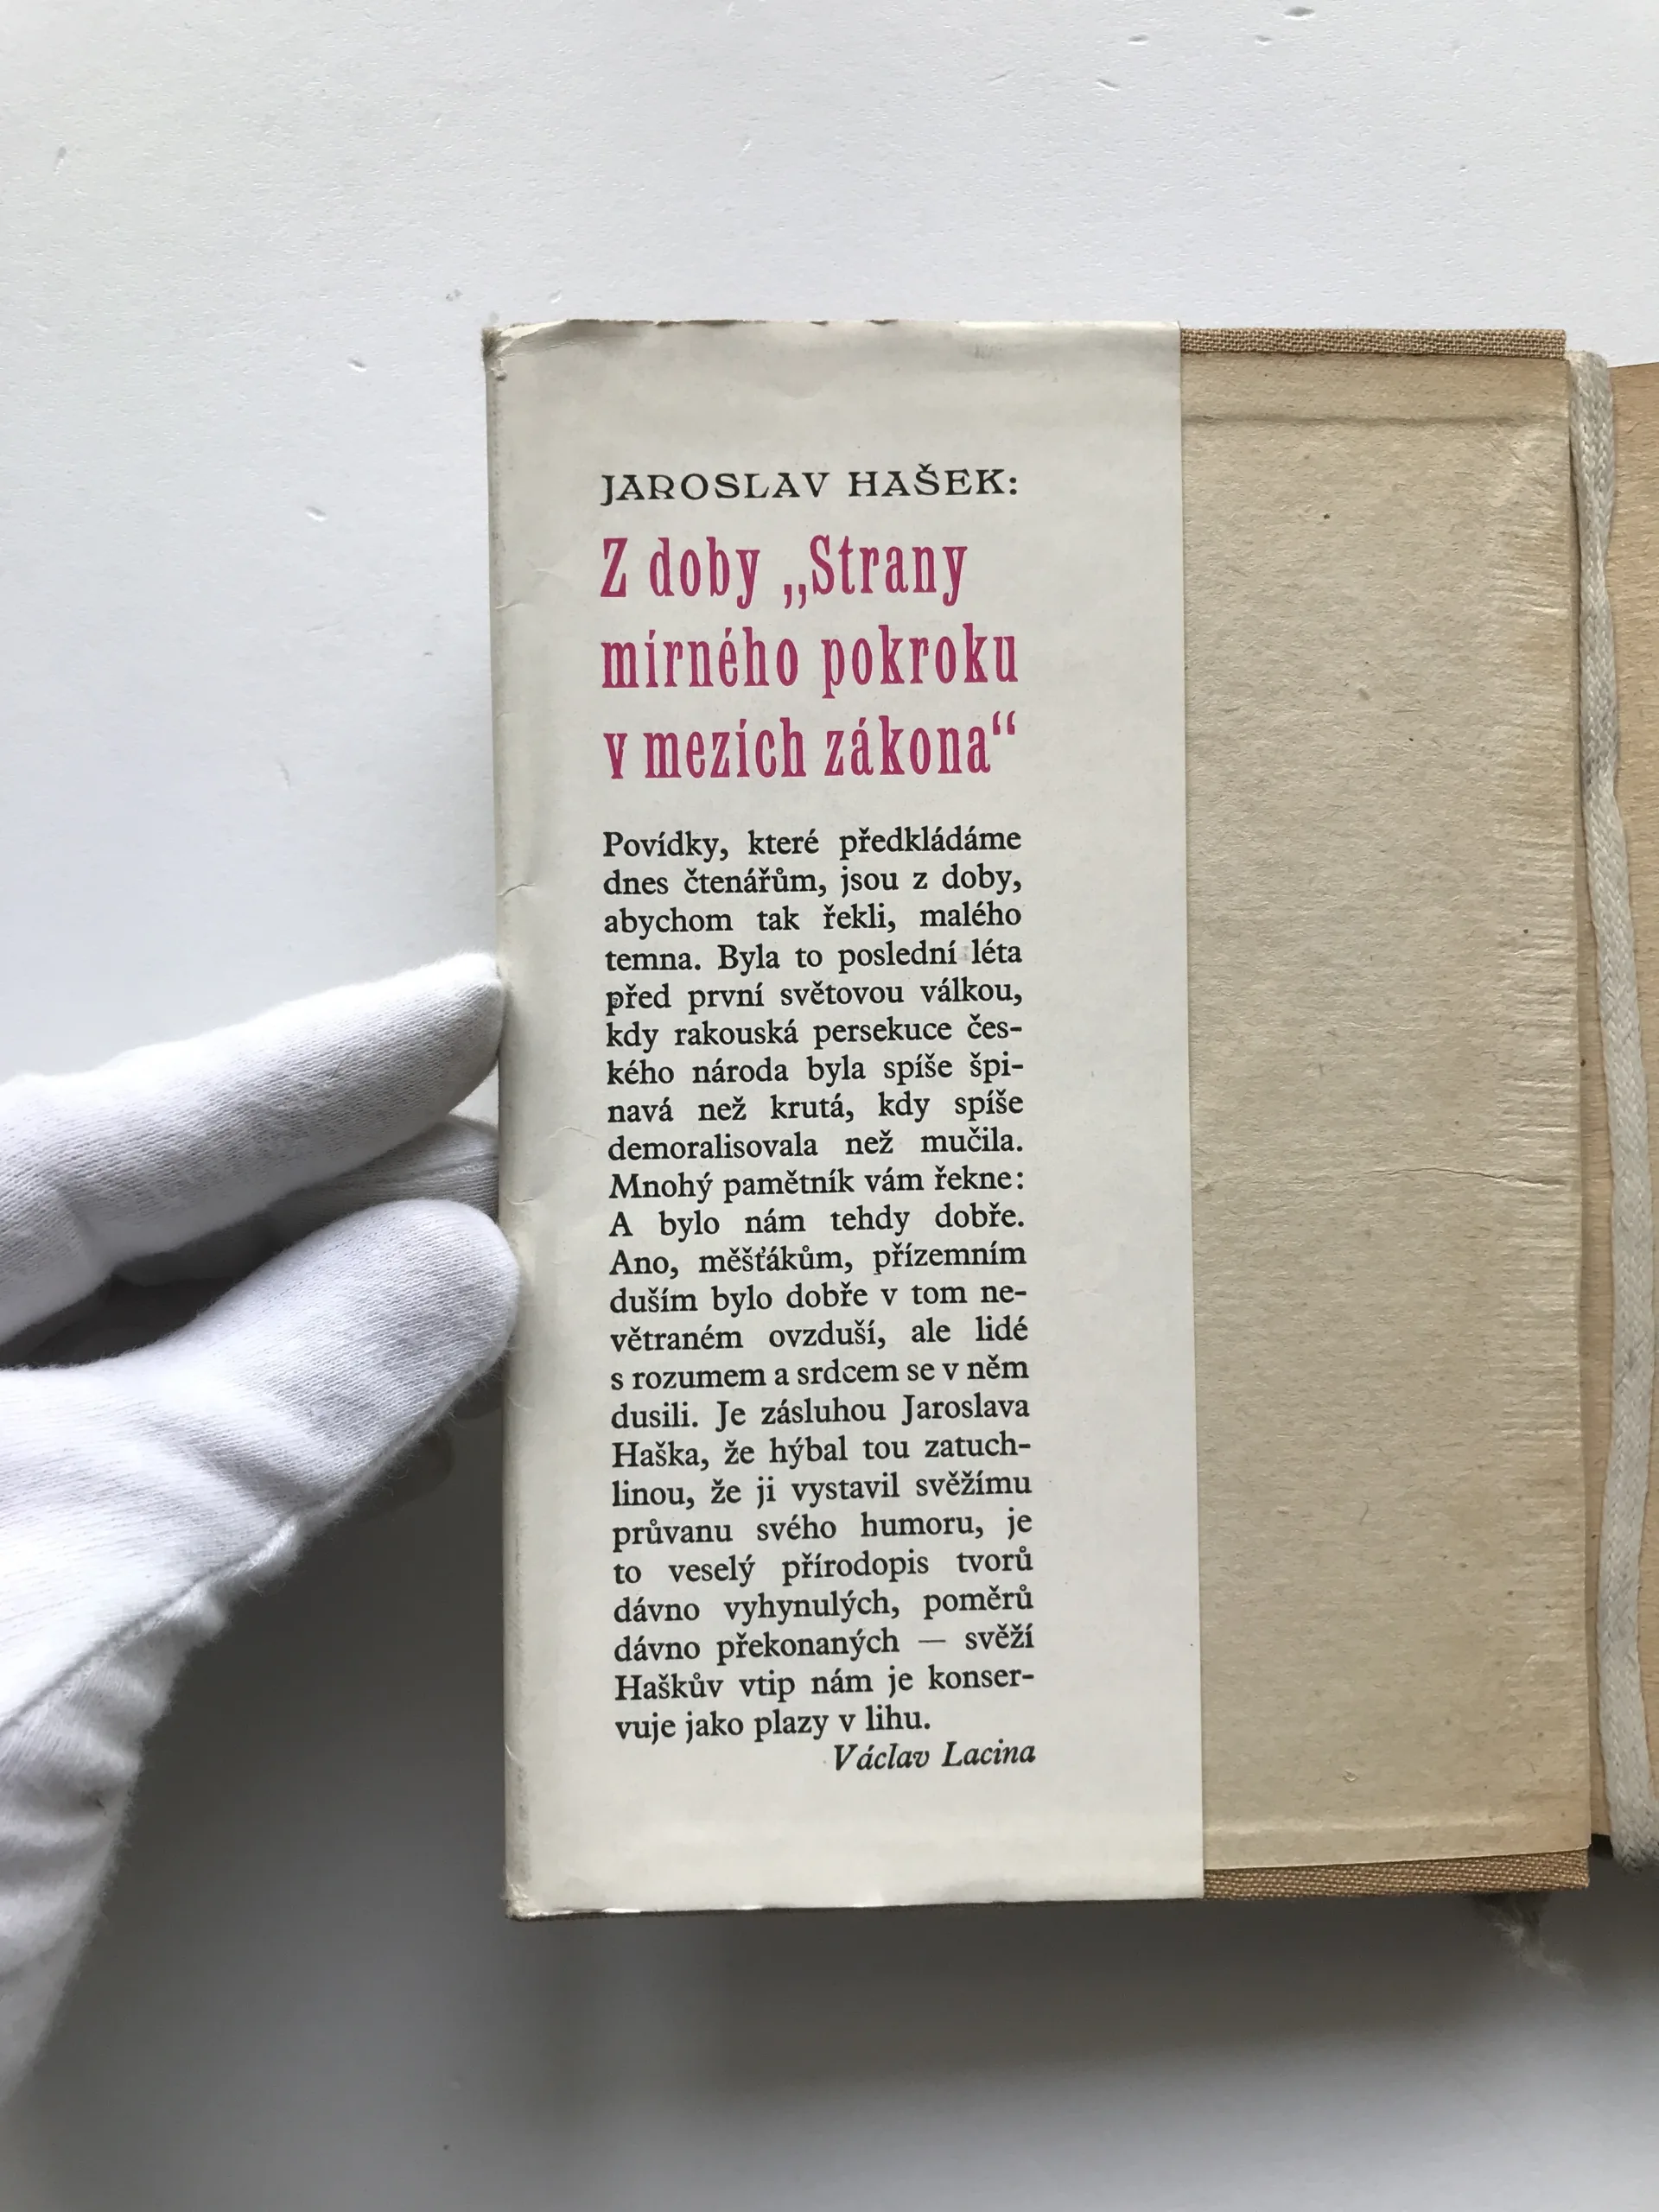 JAROSLAV HAŠEK:
Z doby „Strany
mírného pokroku
v mezích zákona“
Povídky, které předkládáme
dnes čtenářům, jsou z doby,
abychom tak řekli, malého
temna. Byla to poslední léta
před první světovou válkou,
kdy rakouská persekuce čes-
kého národa byla spíše špi-
navá než krutá, kdy spíše
demoralisovala než mučila.
Mnohý pamětník vám řekne:
A bylo nám tehdy dobře.
Ano, měšťákům, přízemním
duším bylo dobře v tom ne-
větraném ovzduší, ale lidé
s rozumem a srdcem se v něm
dusili. Je zásluhou Jaroslava
Haška, že hýbal tou zatuch-
linou, že ji vystavil svěžímu
průvanu svého humoru, je
to veselý přírodopis tvorů
dávno vyhynulých, poměrů
dávno překonaných — svěží
Haškův vtip nám je konser-
vuje jako plazy v lihu.
Václav Lacina